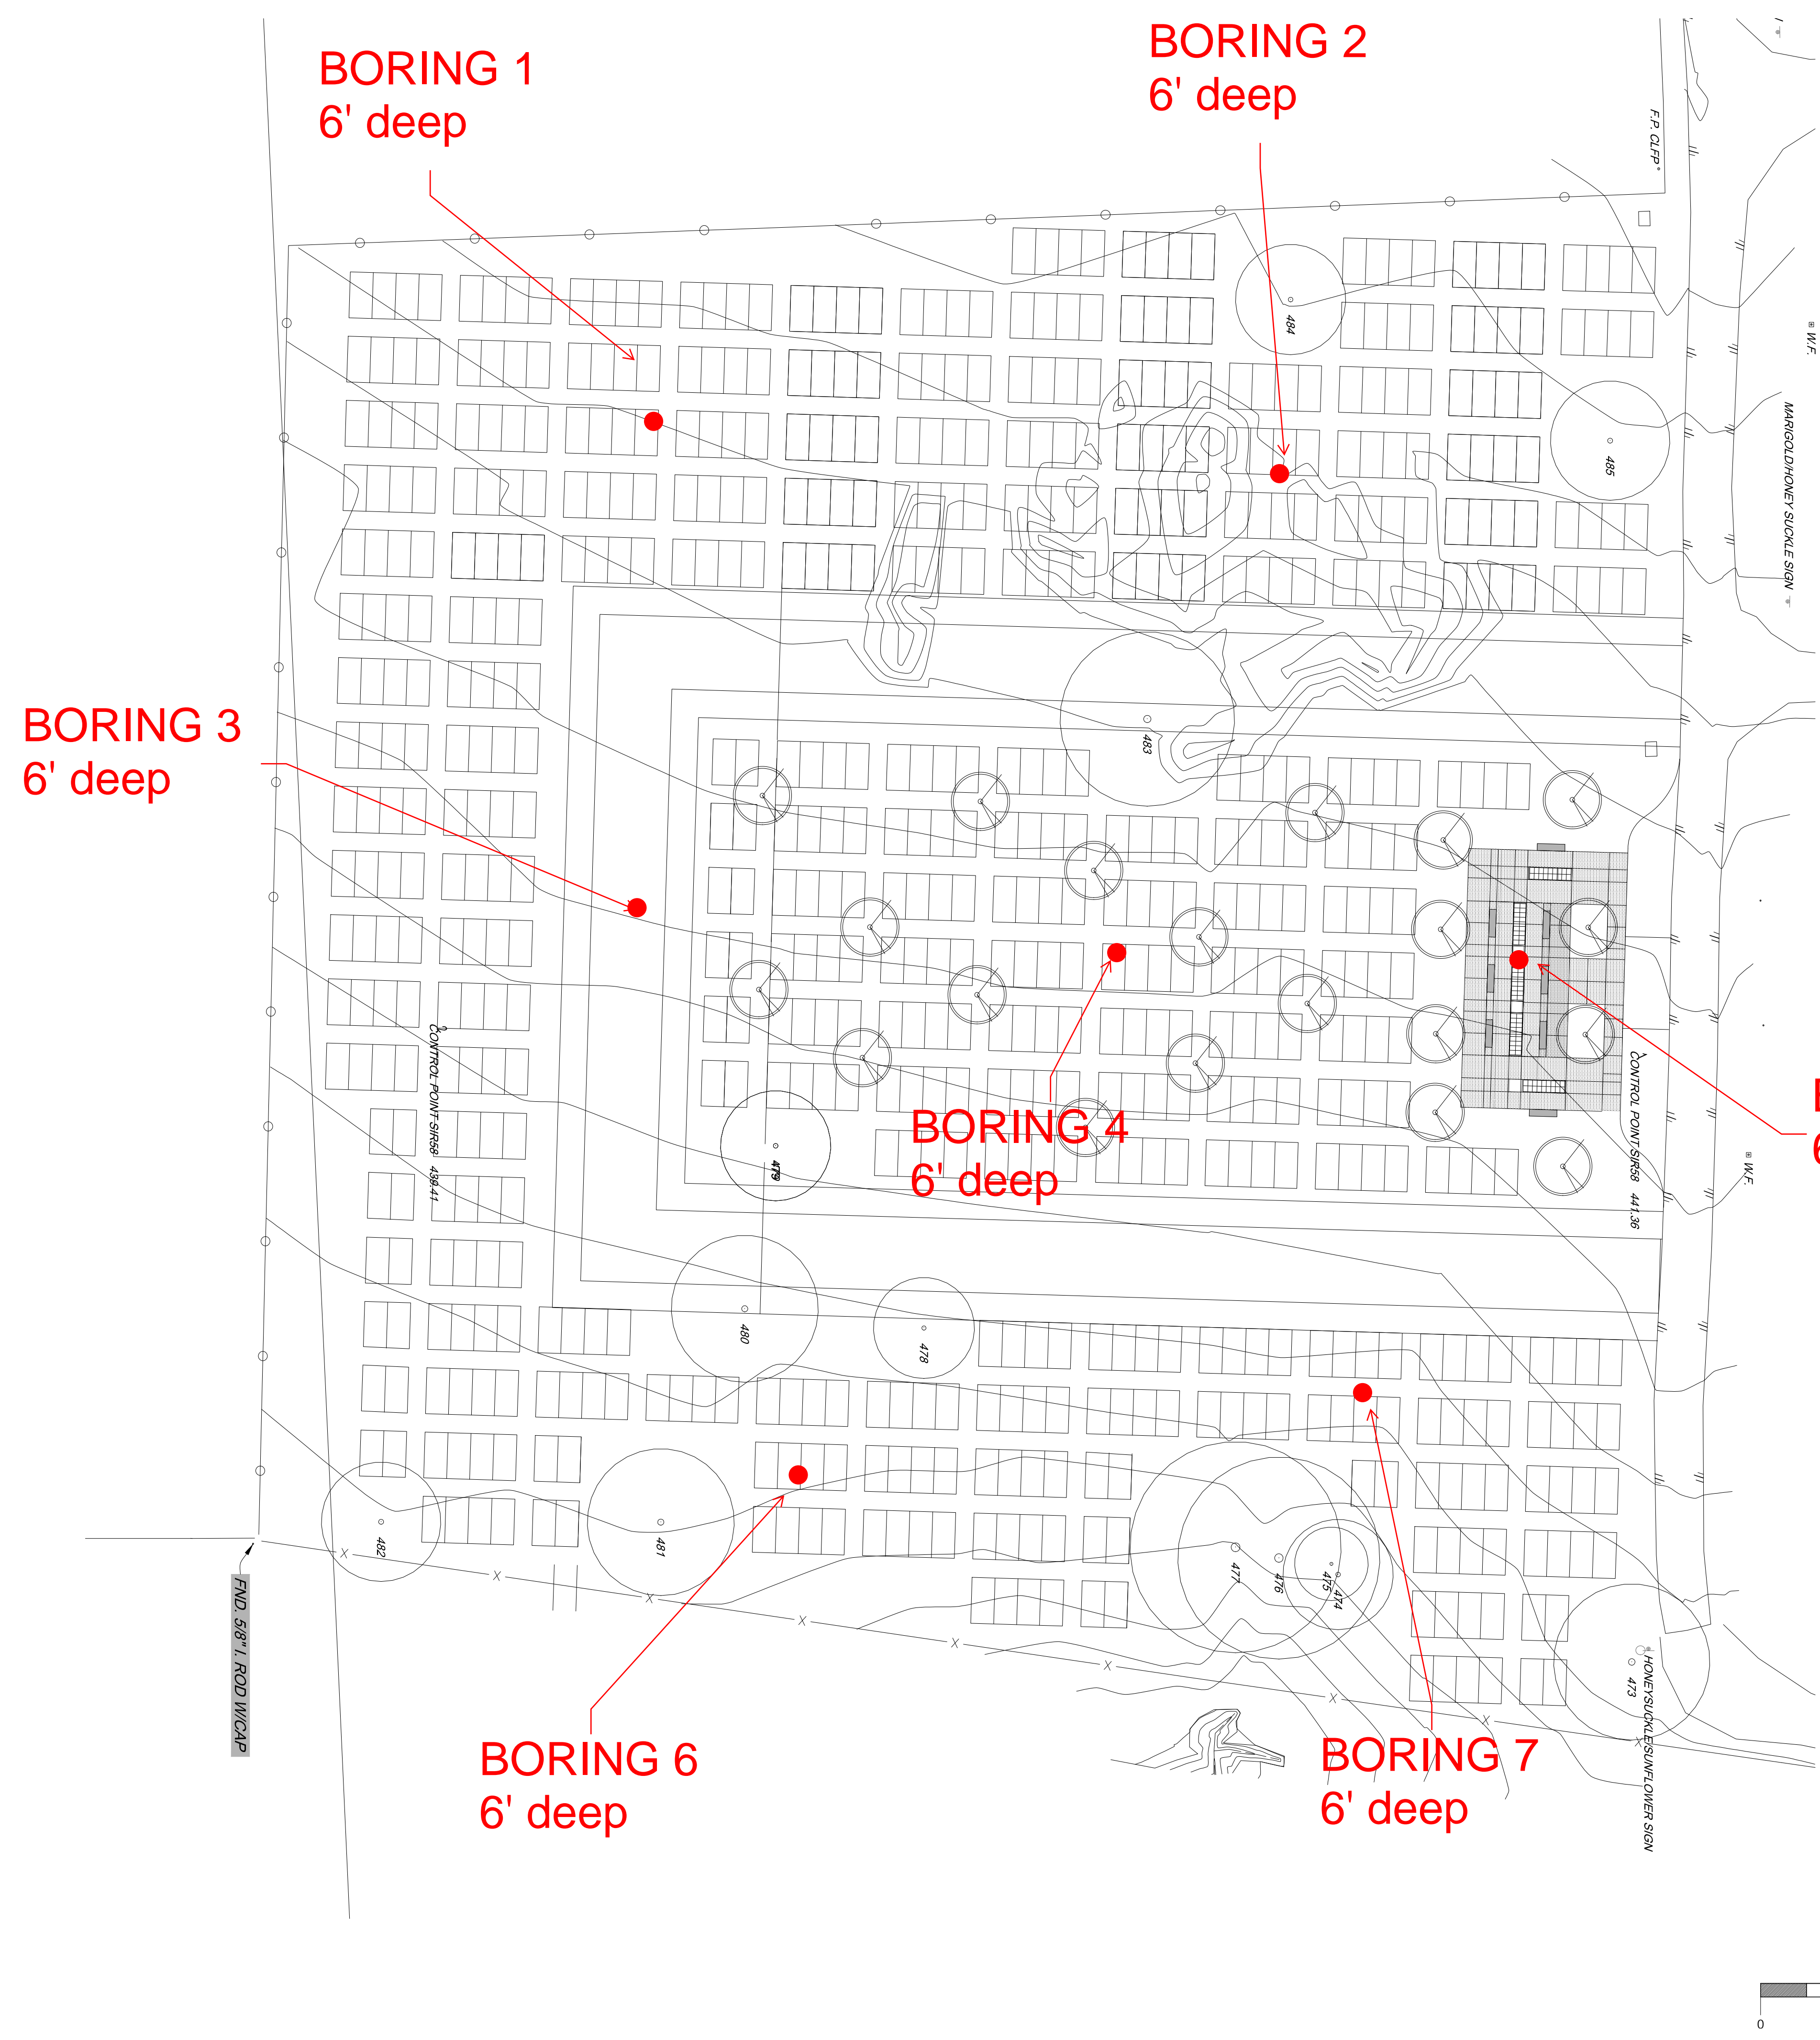 BORING 1
6' deep
BORING 2
6' deep
F.P. CLFP
W.F.
MARIGOLD/HONEY SUCKLE SIGN
484
485
BORING 3
6' deep
483
CONTROL POINT SIR58 439.41
BORING 4
6' deep
CONTROL POINT SIR58 441.36
W.F.
480
478
482
481
477
476
475
474
473
FND. 5/8" I. ROD W/CAP
HONEYSUCKLE/SUNFLOWER SIGN
BORING 6
6' deep
BORING 7
6' deep
0